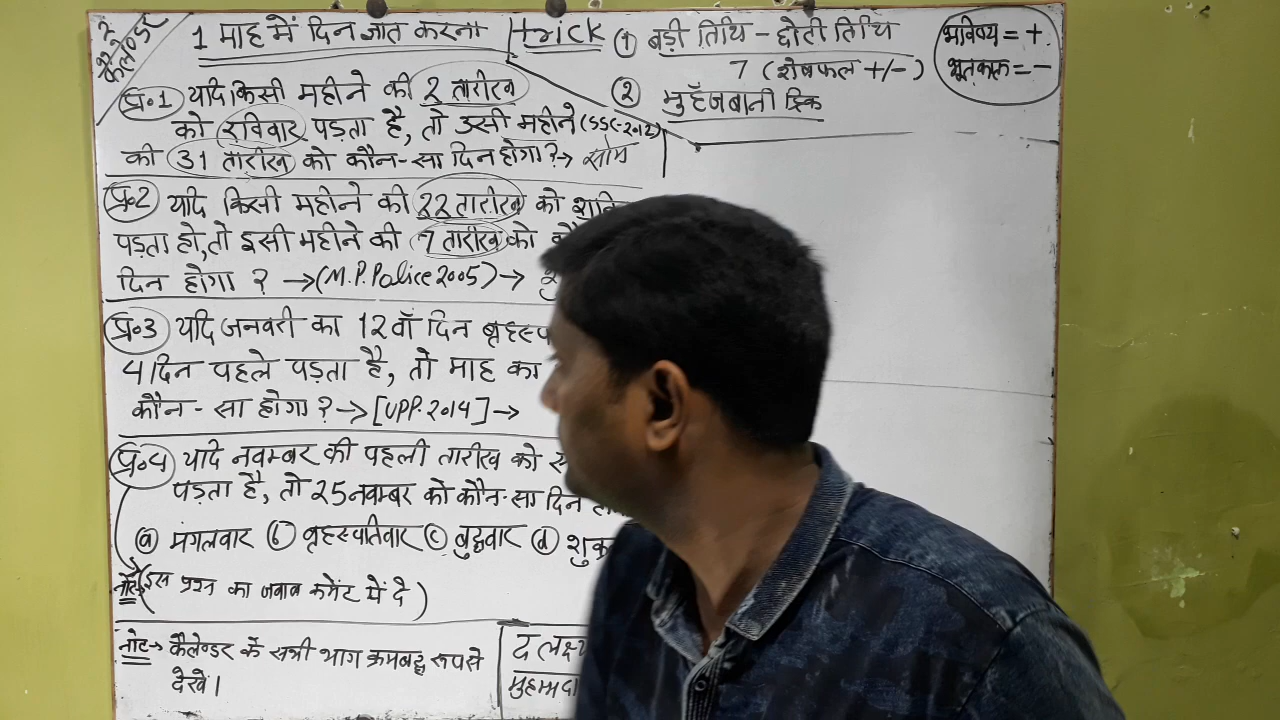 कैलेण्डर
1 माह में दिन ज्ञात करना
Trick ① बड़ी तिथि - छोटी तिथि
7 (शेषफल +/-)
② मुँहजबानी ट्रिक
भविष्य = +
भूतकाल = -
प्र॰1 यदि किसी महीने की 2 तारीख
को रविवार पड़ता है, तो उसी महीने (SSC-2012)
की 31 तारीख को कौन-सा दिन होगा? → सोम
प्र॰2 यदि किसी महीने की 22 तारीख को
पड़ता हो, तो इसी महीने की 7 तारीख को
दिन होगा ? → (M.P. Police 2005) →
प्र॰3 यदि जनवरी का 12 वाँ दिन
4 दिन पहले पड़ता है, तो माह का
कौन - सा होगा ? → [UPP. 2014] →
प्र॰4 यदि नवम्बर की पहली तारीख को
पड़ता है, तो 25 नवम्बर को कौन-सा दिन
ⓐ मंगलवार ⓑ बृहस्पतिवार ⓒ बुद्धवार ⓓ
नोट (इस प्रश्न का जवाब कमेंट में दे)
नोट → कैलेण्डर के सभी भाग क्रमबद्ध रूप से
देखें।
द लक्ष्य